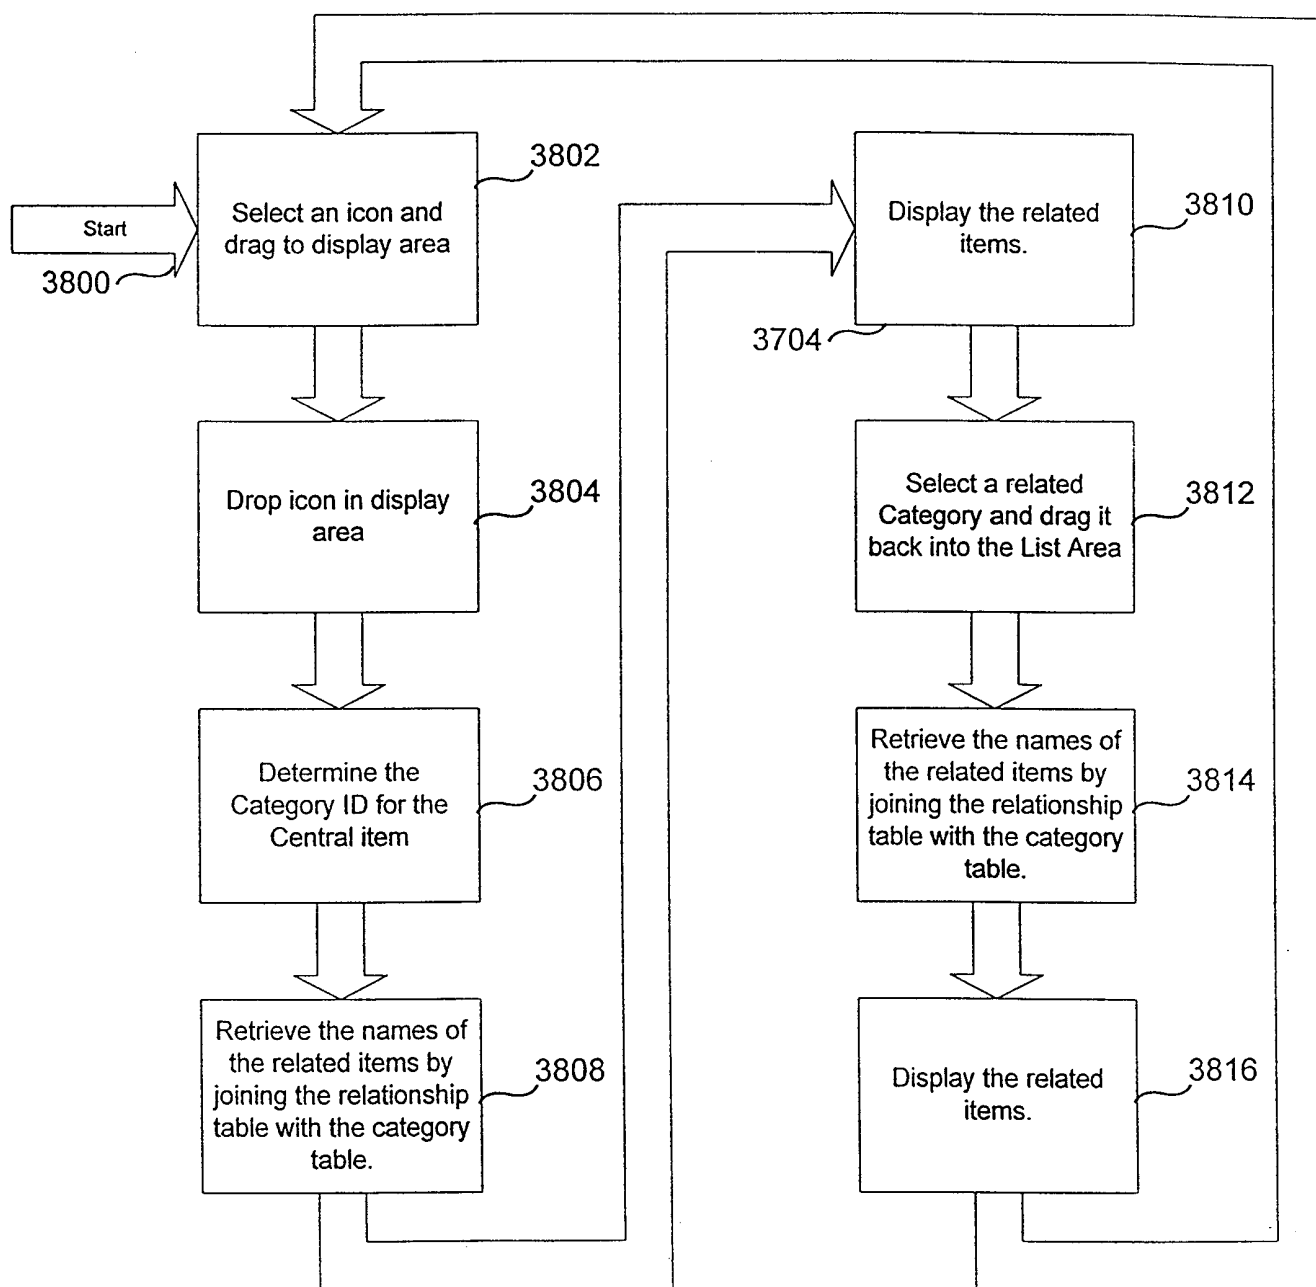 Start
3800
Select an icon and
drag to display area
3802
Drop icon in display
area
3804
Determine the
Category ID for the
Central item
3806
Retrieve the names of
the related items by
joining the relationship
table with the category
table.
3808
Display the related
items.
3810
3704
Select a related
Category and drag it
back into the List Area
3812
Retrieve the names of
the related items by
joining the relationship
table with the category
table.
3814
Display the related
items.
3816